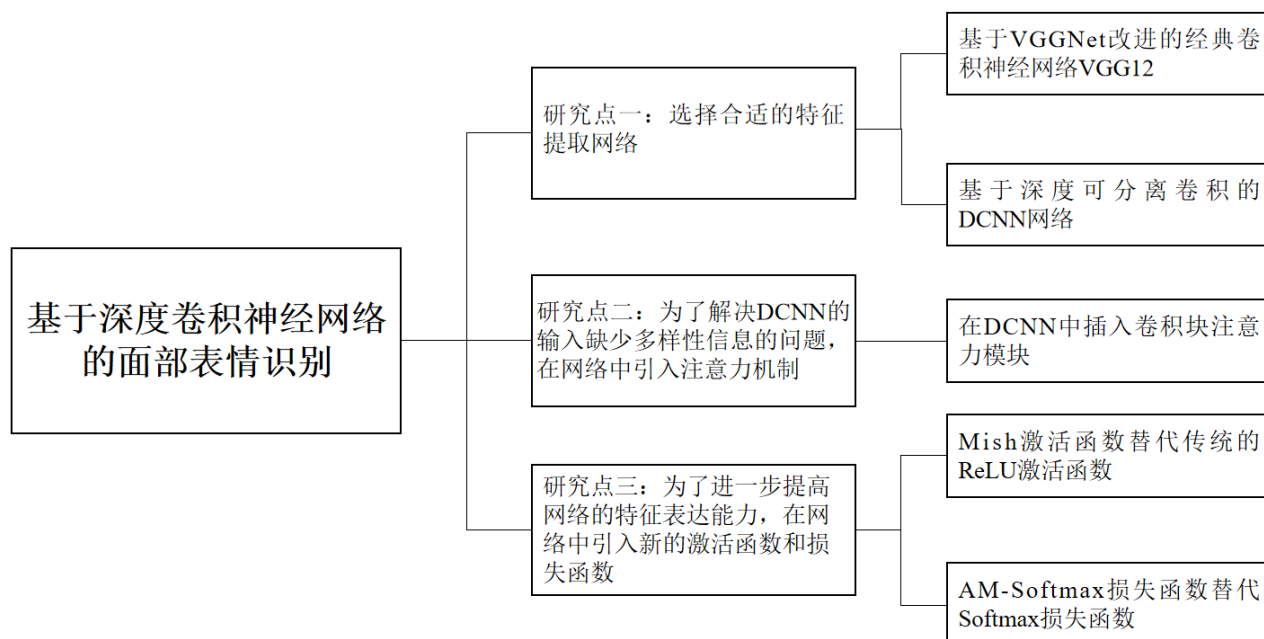 基于深度卷积神经网络
的面部表情识别
研究点一：选择合适的特征
提取网络
基于VGGNet改进的经典卷
积神经网络VGG12
基于深度可分离卷积的
DCNN网络
研究点二：为了解决DCNN的
输入缺少多样性信息的问题，
在网络中引入注意力机制
在DCNN中插入卷积块注意
力模块
研究点三：为了进一步提高
网络的特征表达能力，在网
络中引入新的激活函数和损
失函数
Mish激活函数替代传统的
ReLU激活函数
AM-Softmax损失函数替代
Softmax损失函数